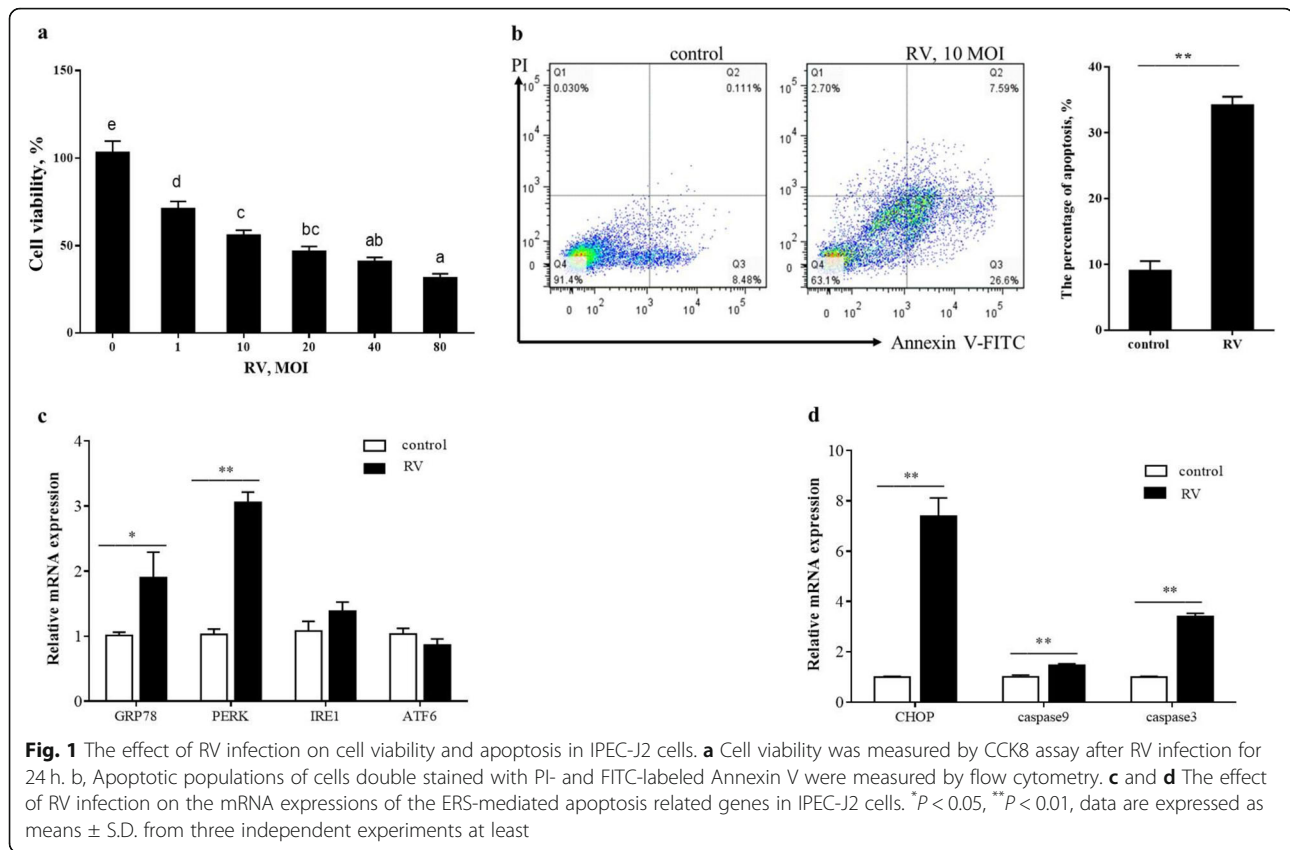 a
Cell viability, %
150
100
50
0
e
d
c
bc
ab
a
0 1 10 20 40 80
RV, MOI
b
control
RV, 10 MOI
PI
Q1
0.030%
Q2
0.111%
10^5
10^4
10^3
10^2
0
Q4
91.4%
Q3
8.48%
0 10^2 10^3 10^4 10^5
Q1
2.70%
Q2
7.59%
10^5
10^4
10^3
10^2
0
Q4
63.1%
Q3
26.6%
0 10^2 10^3 10^4 10^5
Annexin V-FITC
The percentage of apoptosis, %
40
30
20
10
0
**
control RV
c
Relative mRNA expression
4
3
2
1
0
control
RV
*
**
GRP78 PERK IRE1 ATF6
d
Relative mRNA expression
10
8
6
4
2
0
control
RV
**
**
**
CHOP caspase9 caspase3
Fig. 1 The effect of RV infection on cell viability and apoptosis in IPEC-J2 cells. a Cell viability was measured by CCK8 assay after RV infection for
24 h. b, Apoptotic populations of cells double stained with PI- and FITC-labeled Annexin V were measured by flow cytometry. c and d The effect
of RV infection on the mRNA expressions of the ERS-mediated apoptosis related genes in IPEC-J2 cells. *P < 0.05, **P < 0.01, data are expressed as
means ± S.D. from three independent experiments at least